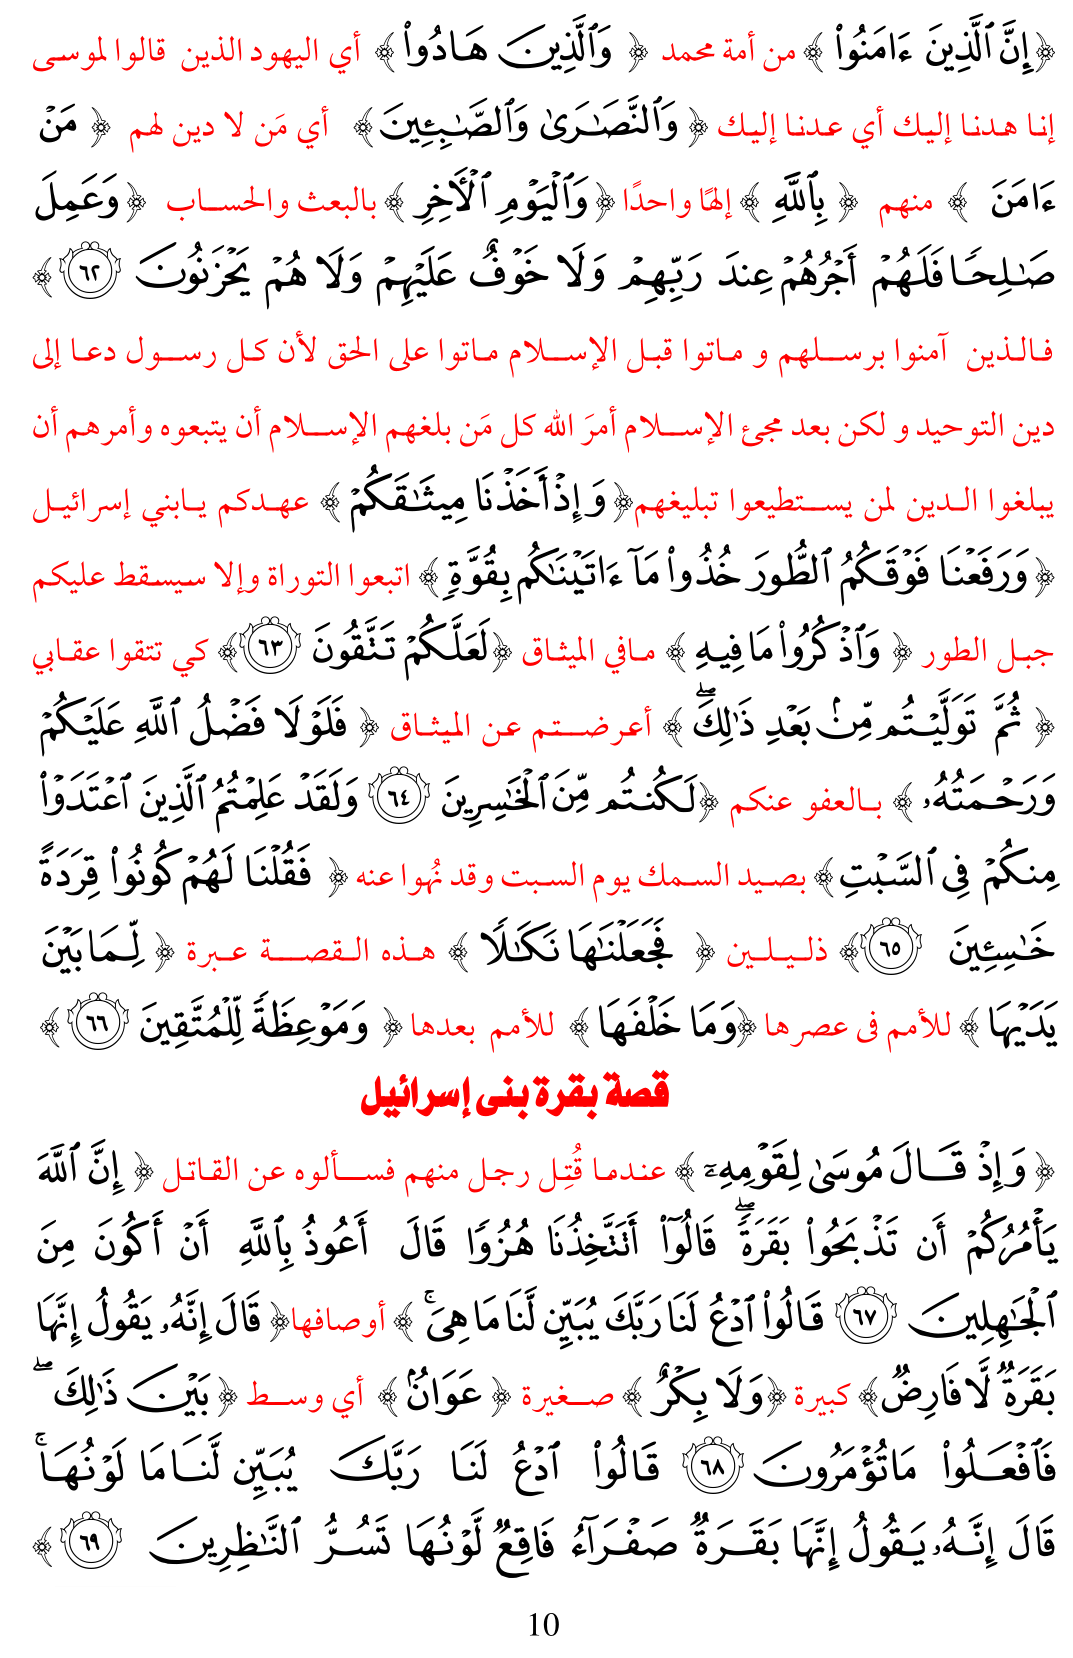 ﴿ إِنَّ ٱلَّذِينَ ءَامَنُوا۟ ﴾ من أمة محمد ﴿ وَٱلَّذِينَ هَادُوا۟ ﴾ أي اليهود الذين قالوا لموسى
إنا هدنا إليك أي عدنا إليك ﴿ وَٱلنَّصَـٰرَىٰ وَٱلصَّـٰبِـِٔينَ ﴾ أي مَن لا دين لهم ﴿ مَنْ
ءَامَنَ ﴾ منهم ﴿ بِٱللَّهِ ﴾ إلهًا واحدًا ﴿ وَٱلْيَوْمِ ٱلْـَٔاخِرِ ﴾ بالبعث والحساب ﴿ وَعَمِلَ
صَـٰلِحًا فَلَهُمْ أَجْرُهُمْ عِندَ رَبِّهِمْ وَلَا خَوْفٌ عَلَيْهِمْ وَلَا هُمْ يَحْزَنُونَ ٦٢ ﴾
فالذين آمنوا برسلهم و ماتوا قبل الإسلام ماتوا على الحق لأن كل رسول دعا إلى
دين التوحيد و لكن بعد مجئ الإسلام أمرَ الله كل مَن بلغهم الإسلام أن يتبعوه وأمرهم أن
يبلغوا الدين لمن يستطيعوا تبليغهم ﴿ وَإِذْ أَخَذْنَا مِيثَـٰقَكُمْ ﴾ عهدكم يابني إسرائيل
﴿ وَرَفَعْنَا فَوْقَكُمُ ٱلطُّورَ خُذُوا۟ مَآ ءَاتَيْنَـٰكُم بِقُوَّةٍ ﴾ اتبعوا التوراة وإلا سيسقط عليكم
جبل الطور ﴿ وَٱذْكُرُوا۟ مَا فِيهِ ﴾ مافي الميثاق ﴿ لَعَلَّكُمْ تَتَّقُونَ ٦٣ ﴾ كي تتقوا عقابي
﴿ ثُمَّ تَوَلَّيْتُم مِّنۢ بَعْدِ ذَٰلِكَ ۖ ﴾ أعرضتم عن الميثاق ﴿ فَلَوْلَا فَضْلُ ٱللَّهِ عَلَيْكُمْ
وَرَحْمَتُهُۥ ﴾ بالعفو عنكم ﴿ لَكُنتُم مِّنَ ٱلْخَـٰسِرِينَ ٦٤ وَلَقَدْ عَلِمْتُمُ ٱلَّذِينَ ٱعْتَدَوْا۟
مِنكُمْ فِى ٱلسَّبْتِ ﴾ بصيد السمك يوم السبت وقد نُهوا عنه ﴿ فَقُلْنَا لَهُمْ كُونُوا۟ قِرَدَةً
خَـٰسِـِٔينَ ٦٥ ﴾ ذليلين ﴿ فَجَعَلْنَـٰهَا نَكَـٰلًا ﴾ هذه القصة عبرة ﴿ لِّمَا بَيْنَ
يَدَيْهَا ﴾ للأمم فى عصرها ﴿ وَمَا خَلْفَهَا ﴾ للأمم بعدها ﴿ وَمَوْعِظَةً لِّلْمُتَّقِينَ ٦٦ ﴾
قصة بقرة بنى إسرائيل
﴿ وَإِذْ قَالَ مُوسَىٰ لِقَوْمِهِۦٓ ﴾ عندما قُتِل رجل منهم فسألوه عن القاتل ﴿ إِنَّ ٱللَّهَ
يَأْمُرُكُمْ أَن تَذْبَحُوا۟ بَقَرَةً ۖ قَالُوٓا۟ أَتَتَّخِذُنَا هُزُوًا قَالَ أَعُوذُ بِٱللَّهِ أَنْ أَكُونَ مِنَ
ٱلْجَـٰهِلِينَ ٦٧ قَالُوا۟ ٱدْعُ لَنَا رَبَّكَ يُبَيِّن لَّنَا مَا هِىَ ۚ ﴾ أوصافها ﴿ قَالَ إِنَّهُۥ يَقُولُ إِنَّهَا
بَقَرَةٌ لَّا فَارِضٌ ﴾ كبيرة ﴿ وَلَا بِكْرٌ ﴾ صغيرة ﴿ عَوَانٌۢ ﴾ أي وسط ﴿ بَيْنَ ذَٰلِكَ ۖ
فَٱفْعَلُوا۟ مَا تُؤْمَرُونَ ٦٨ قَالُوا۟ ٱدْعُ لَنَا رَبَّكَ يُبَيِّن لَّنَا مَا لَوْنُهَا ۚ
قَالَ إِنَّهُۥ يَقُولُ إِنَّهَا بَقَرَةٌ صَفْرَآءُ فَاقِعٌ لَّوْنُهَا تَسُرُّ ٱلنَّـٰظِرِينَ ٦٩ ﴾
10